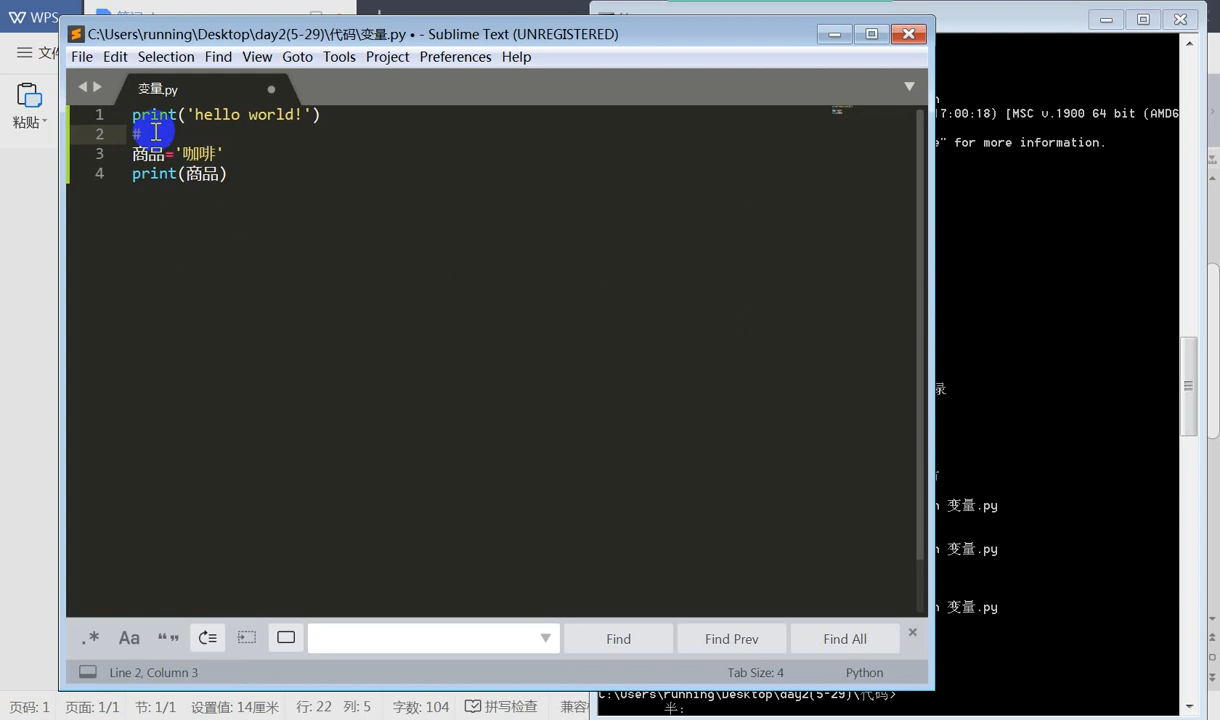 WPS
C:\Users\running\Desktop\day2(5-29)\代码\变量.py • - Sublime Text (UNREGISTERED)
File Edit Selection Find View Goto Tools Project Preferences Help
粘贴
变量.py
1 print('hello world!')
2 #
3 商品='咖啡'
4 print(商品)
7:00:18) [MSC v.1900 64 bit (AMD6
" for more information.
录
变量.py
变量.py
变量.py
.* Aa “” Find Find Prev Find All
Line 2, Column 3 Tab Size: 4 Python
C:\Users\running\Desktop\day2(5-29)\代码>
半:
页码: 1 页面: 1/1 节: 1/1 设置值: 14厘米 行: 22 列: 5 字数: 104 拼写检查